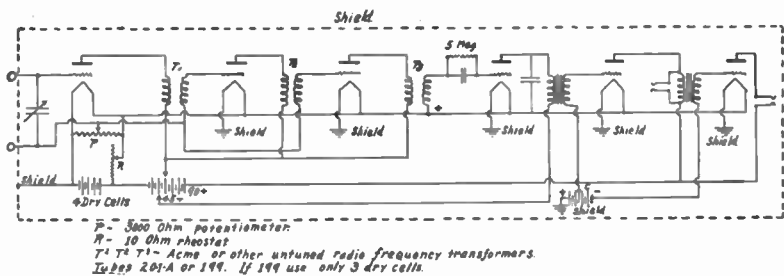 Shield
T₁
T2
T3
5 Meg
+
Shield
Shield
Shield
Shield
Shield
P
R
Shield
4 Dry Cells
90+
+ C -
Shield
P - 3000 Ohm potentiometer.
R - 10 Ohm rheostat
T¹ T² T³ - Acme or other untuned radio frequency transformers.
Tubes 201-A or 199. If 199 use only 3 dry cells.